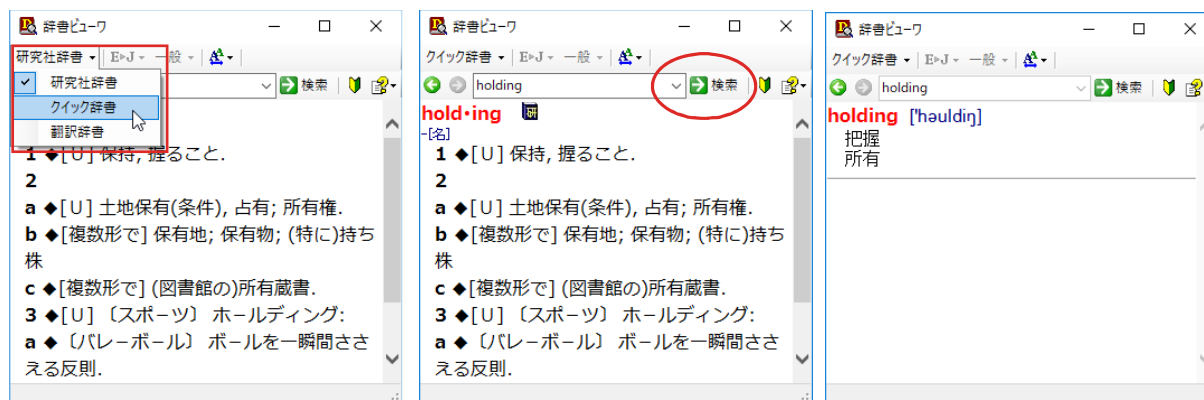 辞書ビューワ
研究社辞書
E▹J
一般
研究社辞書
クイック辞書
翻訳辞書
検索
1 ◆[U] 保持, 握ること.
2
a ◆[U] 土地保有(条件), 占有; 所有権.
b ◆[複数形で] 保有地; 保有物; (特に)持ち
株
c ◆[複数形で] (図書館の)所有蔵書.
3 ◆[U] 〔スポーツ〕 ホールディング:
a ◆ 〔バレーボール〕 ボールを一瞬間ささ
える反則.
辞書ビューワ
クイック辞書
E▹J
一般
holding
検索
hold・ing
研
-[名]
1 ◆[U] 保持, 握ること.
2
a ◆[U] 土地保有(条件), 占有; 所有権.
b ◆[複数形で] 保有地; 保有物; (特に)持ち
株
c ◆[複数形で] (図書館の)所有蔵書.
3 ◆[U] 〔スポーツ〕 ホールディング:
a ◆ 〔バレーボール〕 ボールを一瞬間ささ
える反則.
辞書ビューワ
クイック辞書
E▹J
一般
holding
検索
holding ['həuldiŋ]
把握
所有